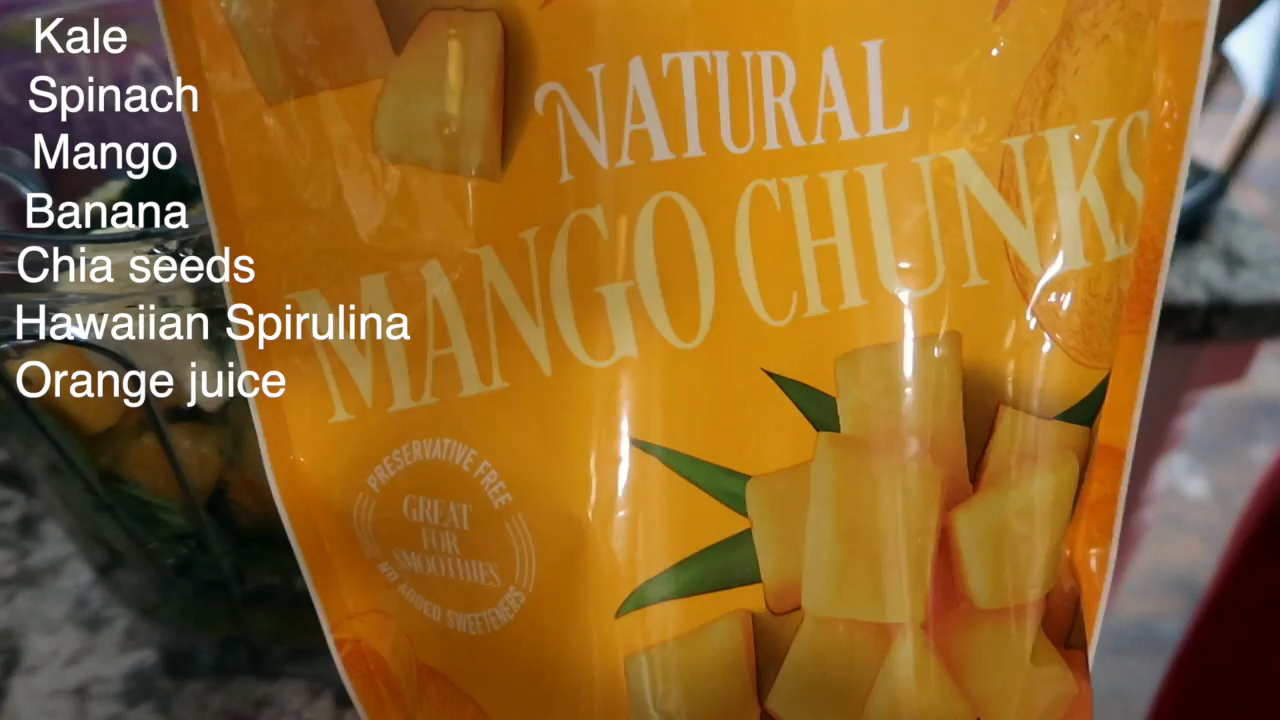 Kale
Spinach
Mango
Banana
Chia seeds
Hawaiian Spirulina
Orange juice
NATURAL
MANGO CHUNKS
PRESERVATIVE FREE
GREAT
FOR
SMOOTHIES
NO ADDED SWEETENERS